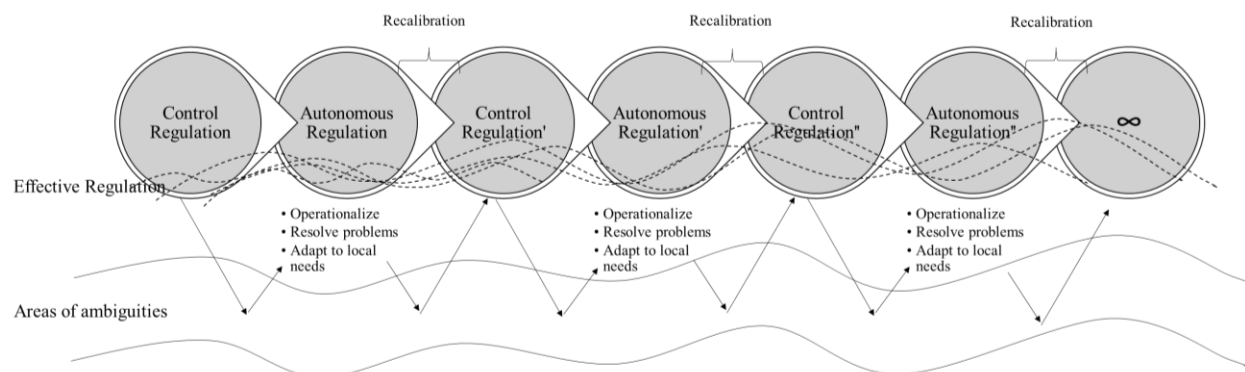 Recalibration
Recalibration
Recalibration
Control
Regulation
Autonomous
Regulation
Control
Regulation'
Autonomous
Regulation'
Control
Regulation"
Autonomous
Regulation"
∞
Effective Regulation
• Operationalize
• Resolve problems
• Adapt to local
needs
• Operationalize
• Resolve problems
• Adapt to local
needs
• Operationalize
• Resolve problems
• Adapt to local
needs
Areas of ambiguities